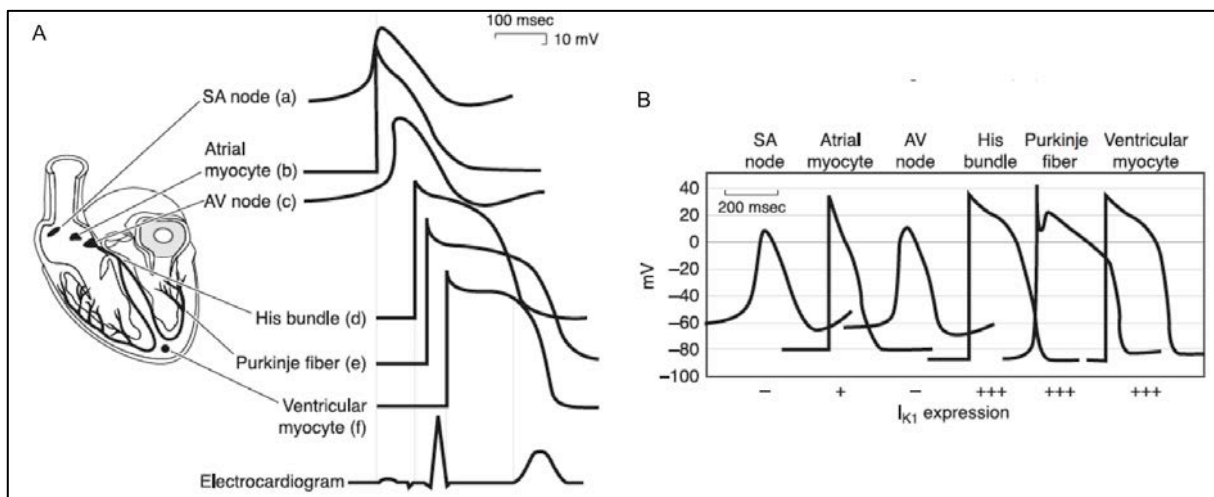 A
100 msec
10 mV
SA node (a)
Atrial
myocyte (b)
AV node (c)
His bundle (d)
Purkinje fiber (e)
Ventricular
myocyte (f)
Electrocardiogram
B
SA
node
Atrial
myocyte
AV
node
His
bundle
Purkinje
fiber
Ventricular
myocyte
200 msec
40
20
0
−20
−40
−60
−80
−100
mV
− + − +++ +++ +++
IK1 expression